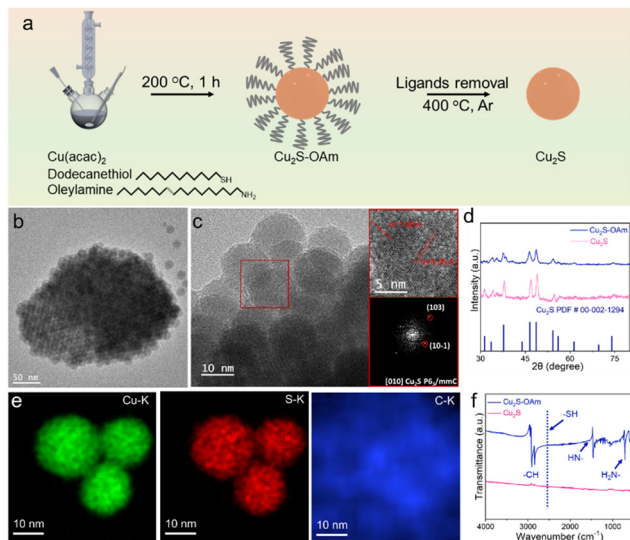 a
200 °C, 1 h
Ligands removal
400 °C, Ar
Cu(acac)₂
Dodecanethiol
SH
Oleylamine
NH₂
Cu₂S-OAm
Cu₂S
b
50 nm
c
10 nm
5 nm
(103)
(10-1)
[010] Cu₂S P6₃/mmC
d
Intensity (a.u.)
Cu₂S-OAm
Cu₂S
Cu₂S PDF # 00-002-1294
30 45 60 75
2θ (degree)
e
Cu-K
S-K
C-K
10 nm
10 nm
10 nm
f
Transmittance (a.u.)
Cu₂S-OAm
Cu₂S
-SH
HN-
-CH
H₂N-
4000 3000 2000 1000
Wavenumber (cm⁻¹)